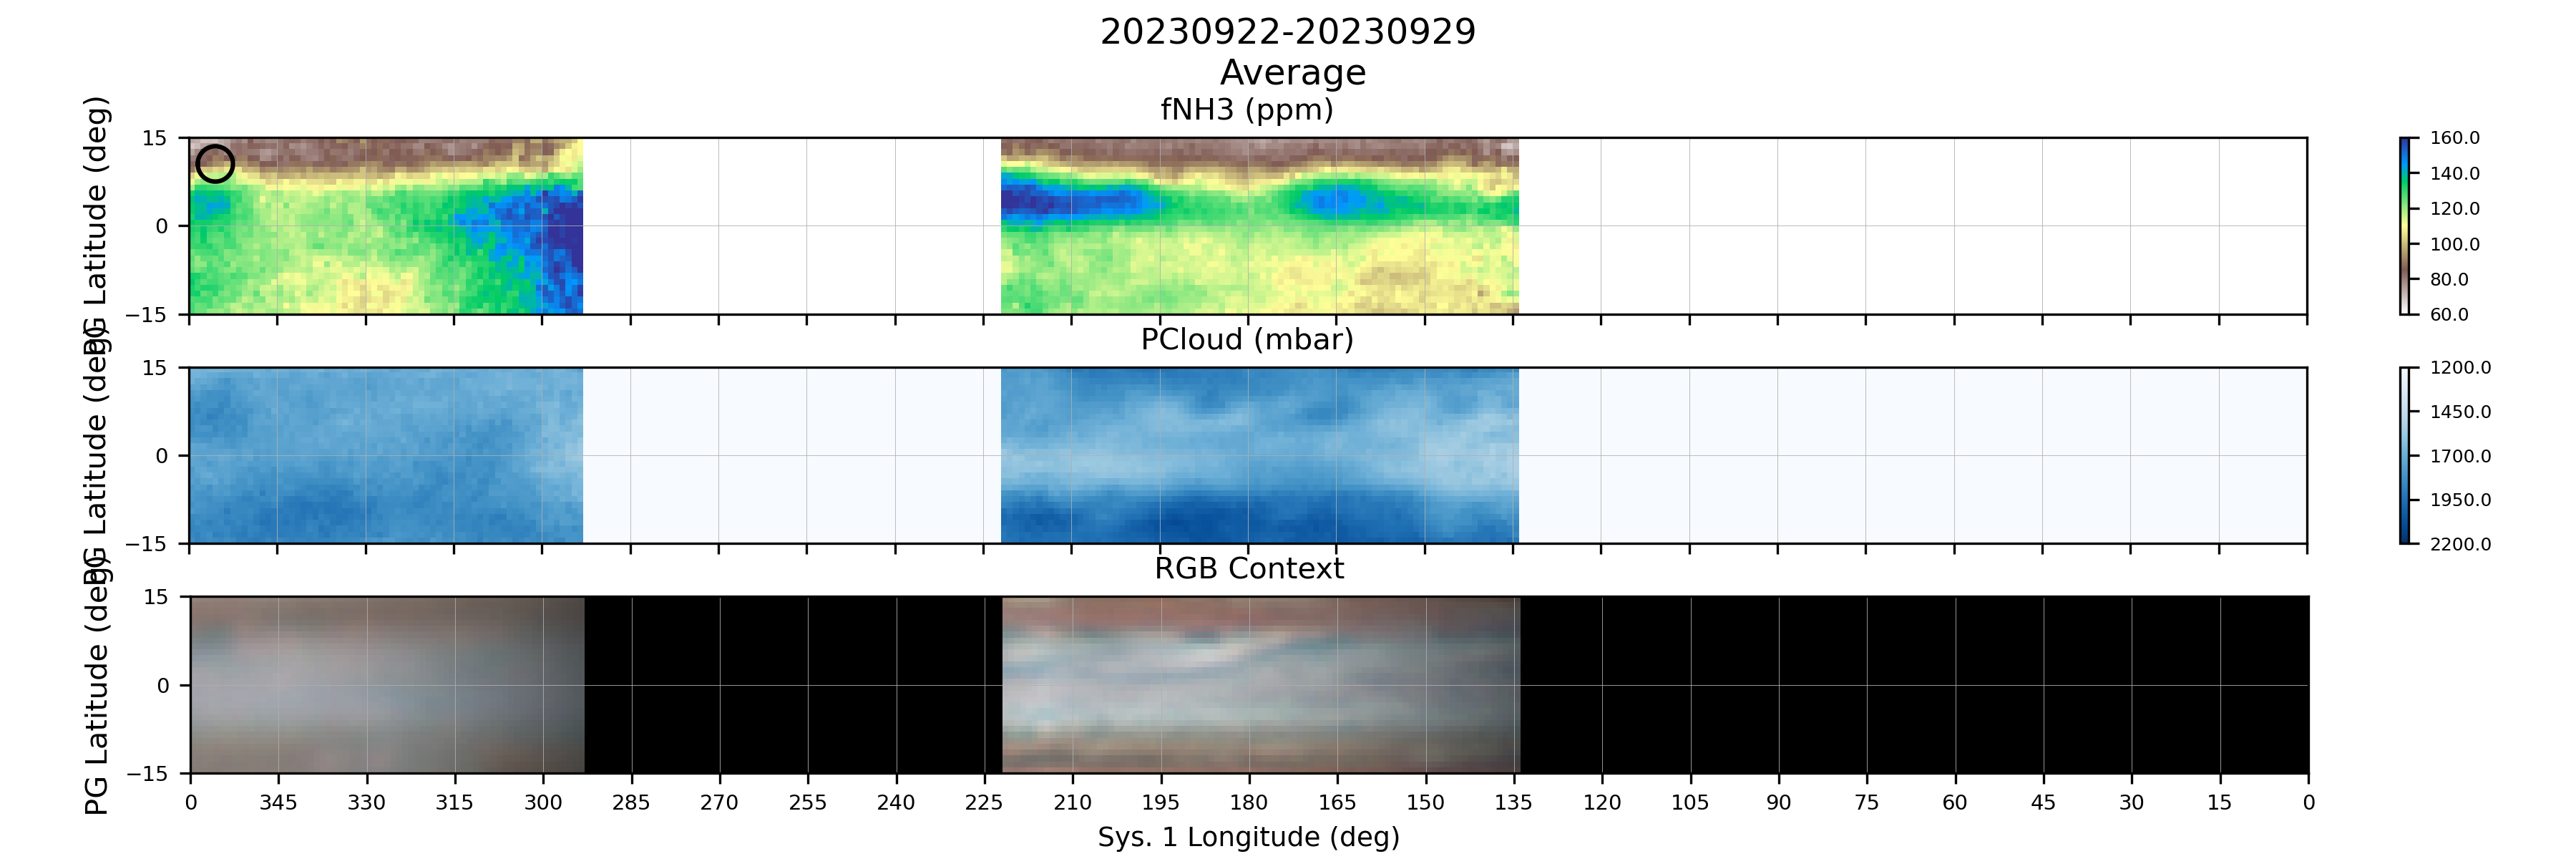 20230922-20230929
Average
fNH3 (ppm)
PG Latitude (deg)
15
0
−15
160.0
140.0
120.0
100.0
80.0
60.0
PCloud (mbar)
PG Latitude (deg)
15
0
−15
1200.0
1450.0
1700.0
1950.0
2200.0
RGB Context
PG Latitude (deg)
15
0
−15
0 345 330 315 300 285 270 255 240 225 210 195 180 165 150 135 120 105 90 75 60 45 30 15 0
Sys. 1 Longitude (deg)